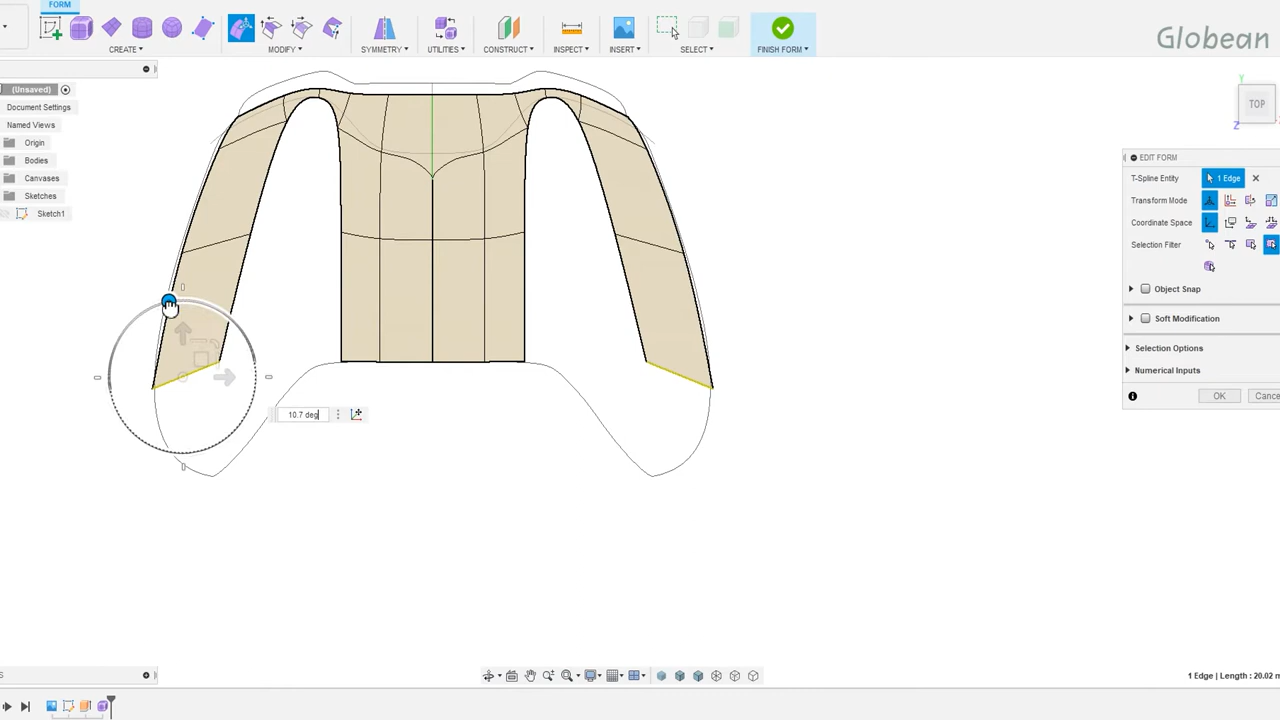 FORM
Globean
CREATE
MODIFY
SYMMETRY
UTILITIES
CONSTRUCT
INSPECT
INSERT
SELECT
FINISH FORM
(Unsaved)
Document Settings
Named Views
Origin
Bodies
Canvases
Sketches
Sketch1
Y
TOP
Z
EDIT FORM
T-Spline Entity
1 Edge
Transform Mode
Coordinate Space
Selection Filter
Object Snap
Soft Modification
Selection Options
Numerical Inputs
OK
Cance
10.7 deg
S
1 Edge | Length : 20.02 m